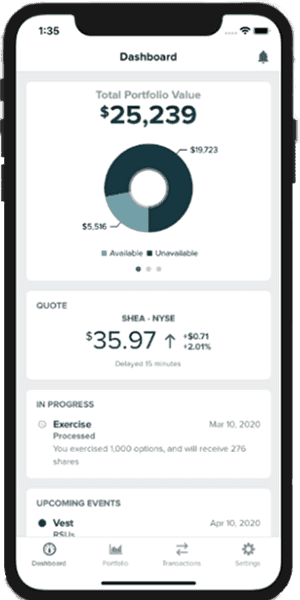 1:35
Dashboard
Total Portfolio Value
$25,239
$19,723
$5,516
Available Unavailable
QUOTE
SHEA - NYSE
$35.97 ↑ +$0.71
+2.01%
Delayed 15 minutes
IN PROGRESS
Exercise Mar 10, 2020
Processed
You exercised 1,000 options, and will receive 276
shares
UPCOMING EVENTS
Vest Apr 10, 2020
RSUs
Dashboard Portfolio Transactions Settings